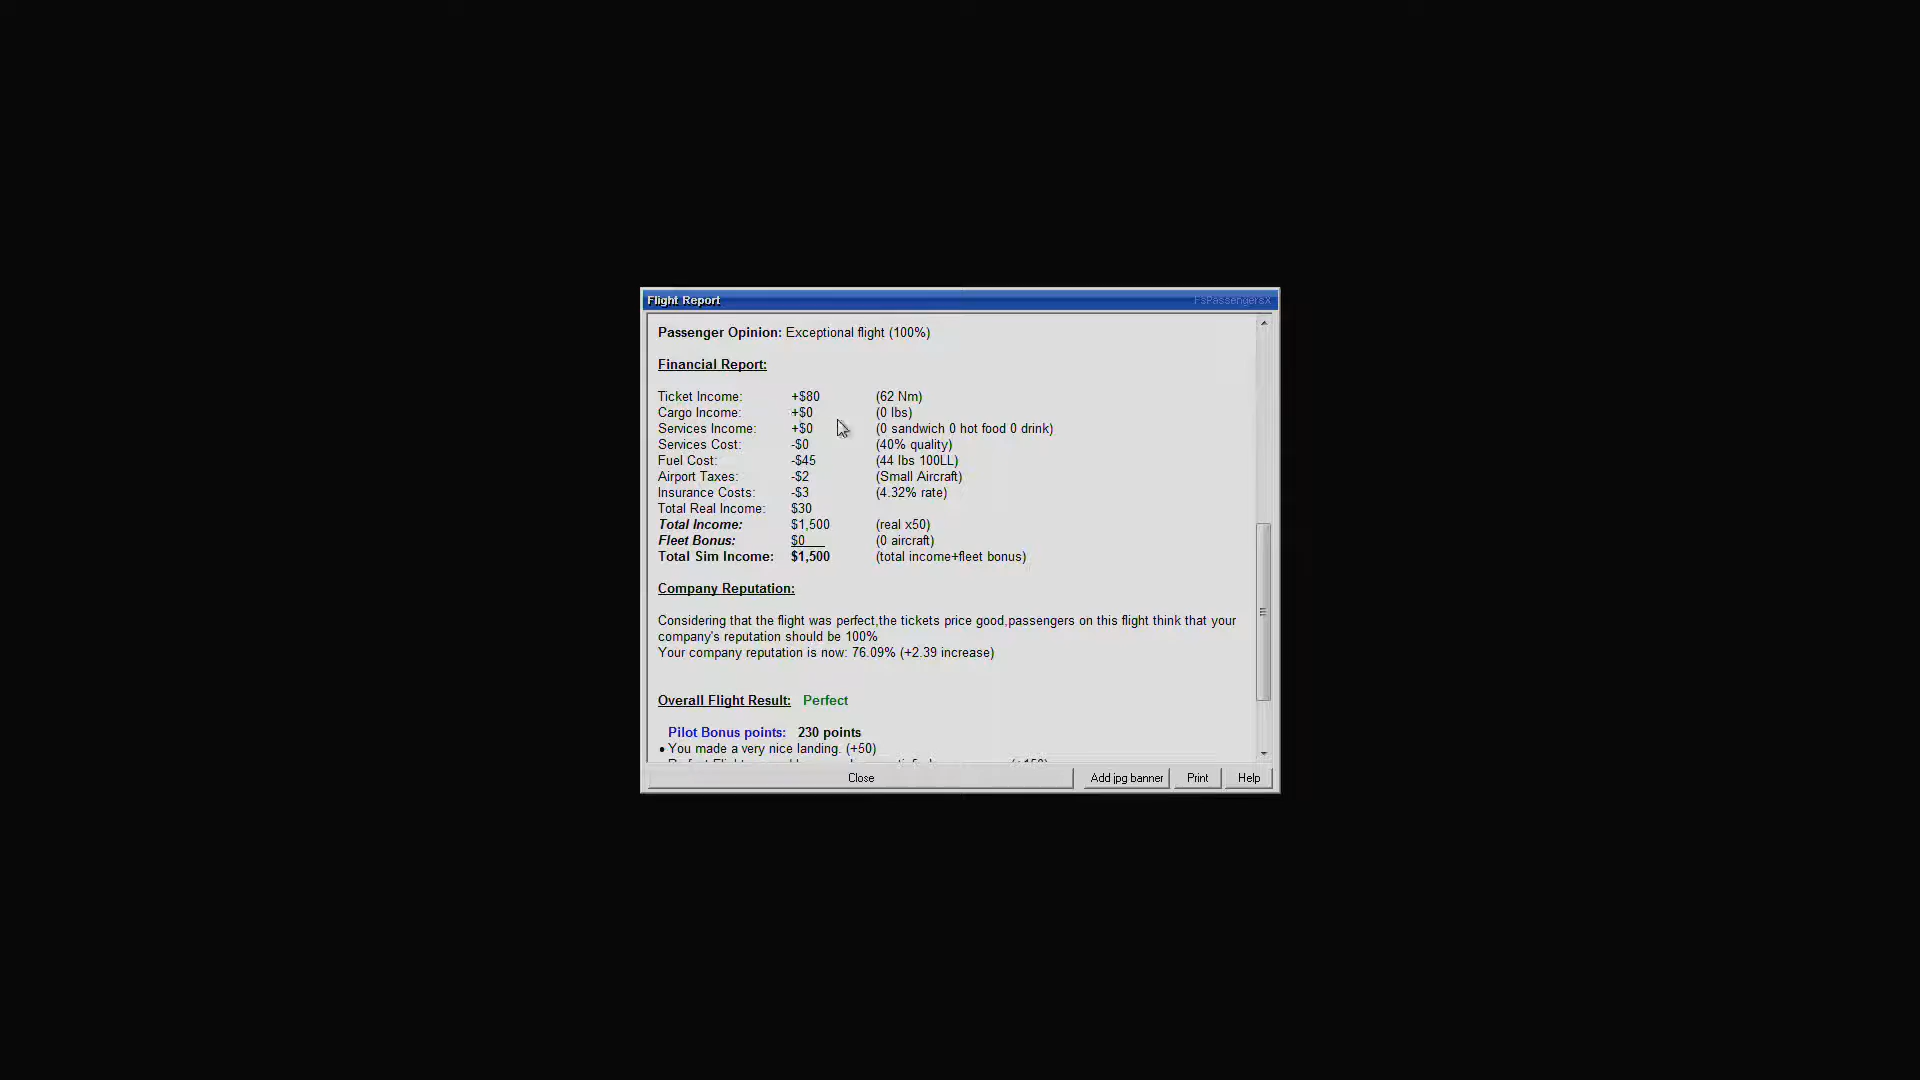 Flight Report FsPassengersX
Passenger Opinion: Exceptional flight (100%)
Financial Report:
Ticket Income: +$80 (62 Nm)
Cargo Income: +$0 (0 lbs)
Services Income: +$0 (0 sandwich 0 hot food 0 drink)
Services Cost: -$0 (40% quality)
Fuel Cost: -$45 (44 lbs 100LL)
Airport Taxes: -$2 (Small Aircraft)
Insurance Costs: -$3 (4.32% rate)
Total Real Income: $30
Total Income: $1,500 (real x50)
Fleet Bonus: $0 (0 aircraft)
Total Sim Income: $1,500 (total income+fleet bonus)
Company Reputation:
Considering that the flight was perfect,the tickets price good,passengers on this flight think that your
company's reputation should be 100%
Your company reputation is now: 76.09% (+2.39 increase)
Overall Flight Result: Perfect
Pilot Bonus points: 230 points
• You made a very nice landing. (+50)
Close Add jpg banner Print Help